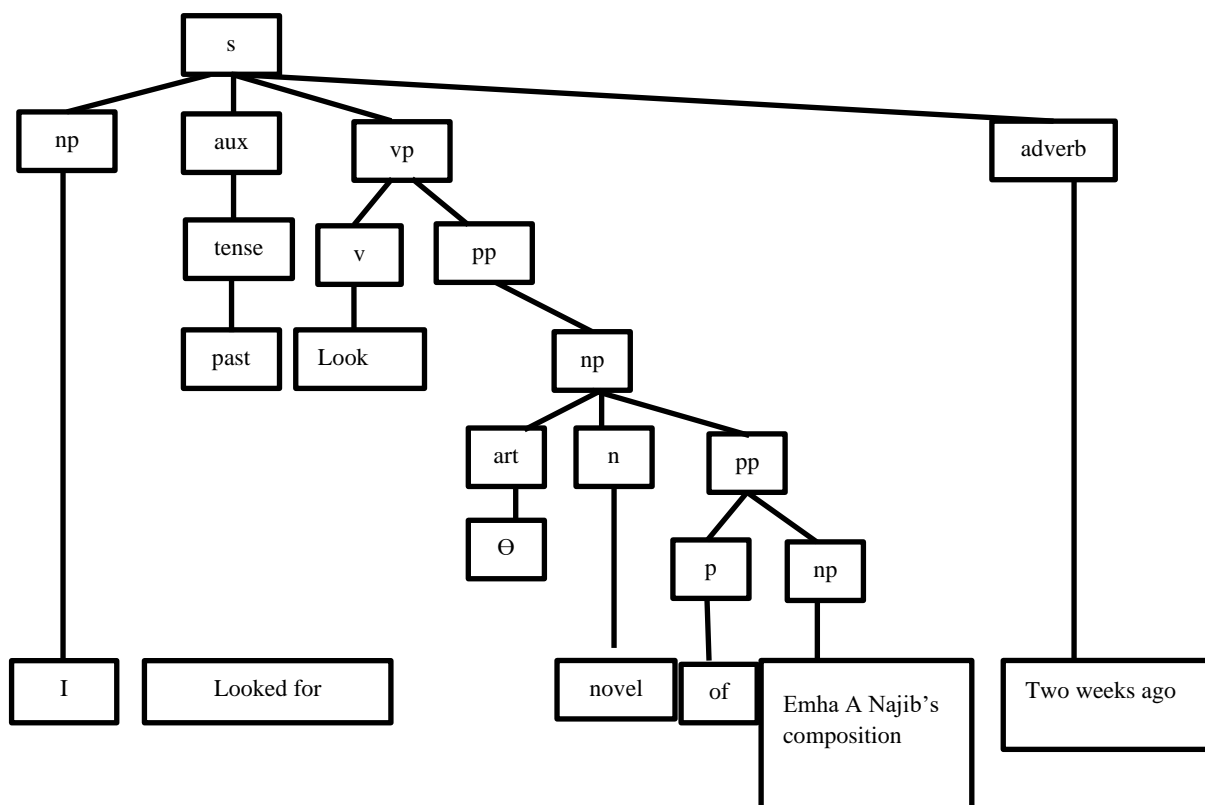 s
np
aux
vp
adverb
tense
v
pp
past
Look
np
art
n
pp
Ө
p
np
I
Looked for
novel
of
Emha A Najib’s
composition
Two weeks ago